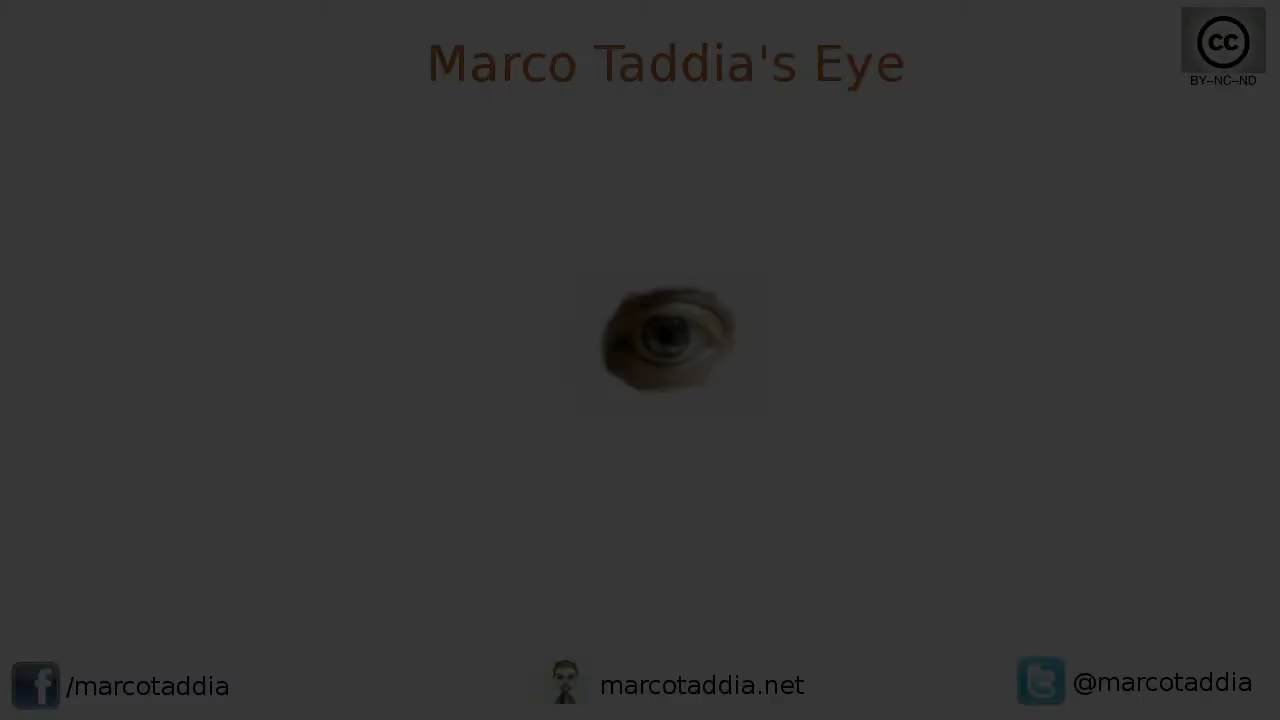 Marco Taddia's Eye
cc
BY–NC–ND
f /marcotaddia
marcotaddia.net
t @marcotaddia